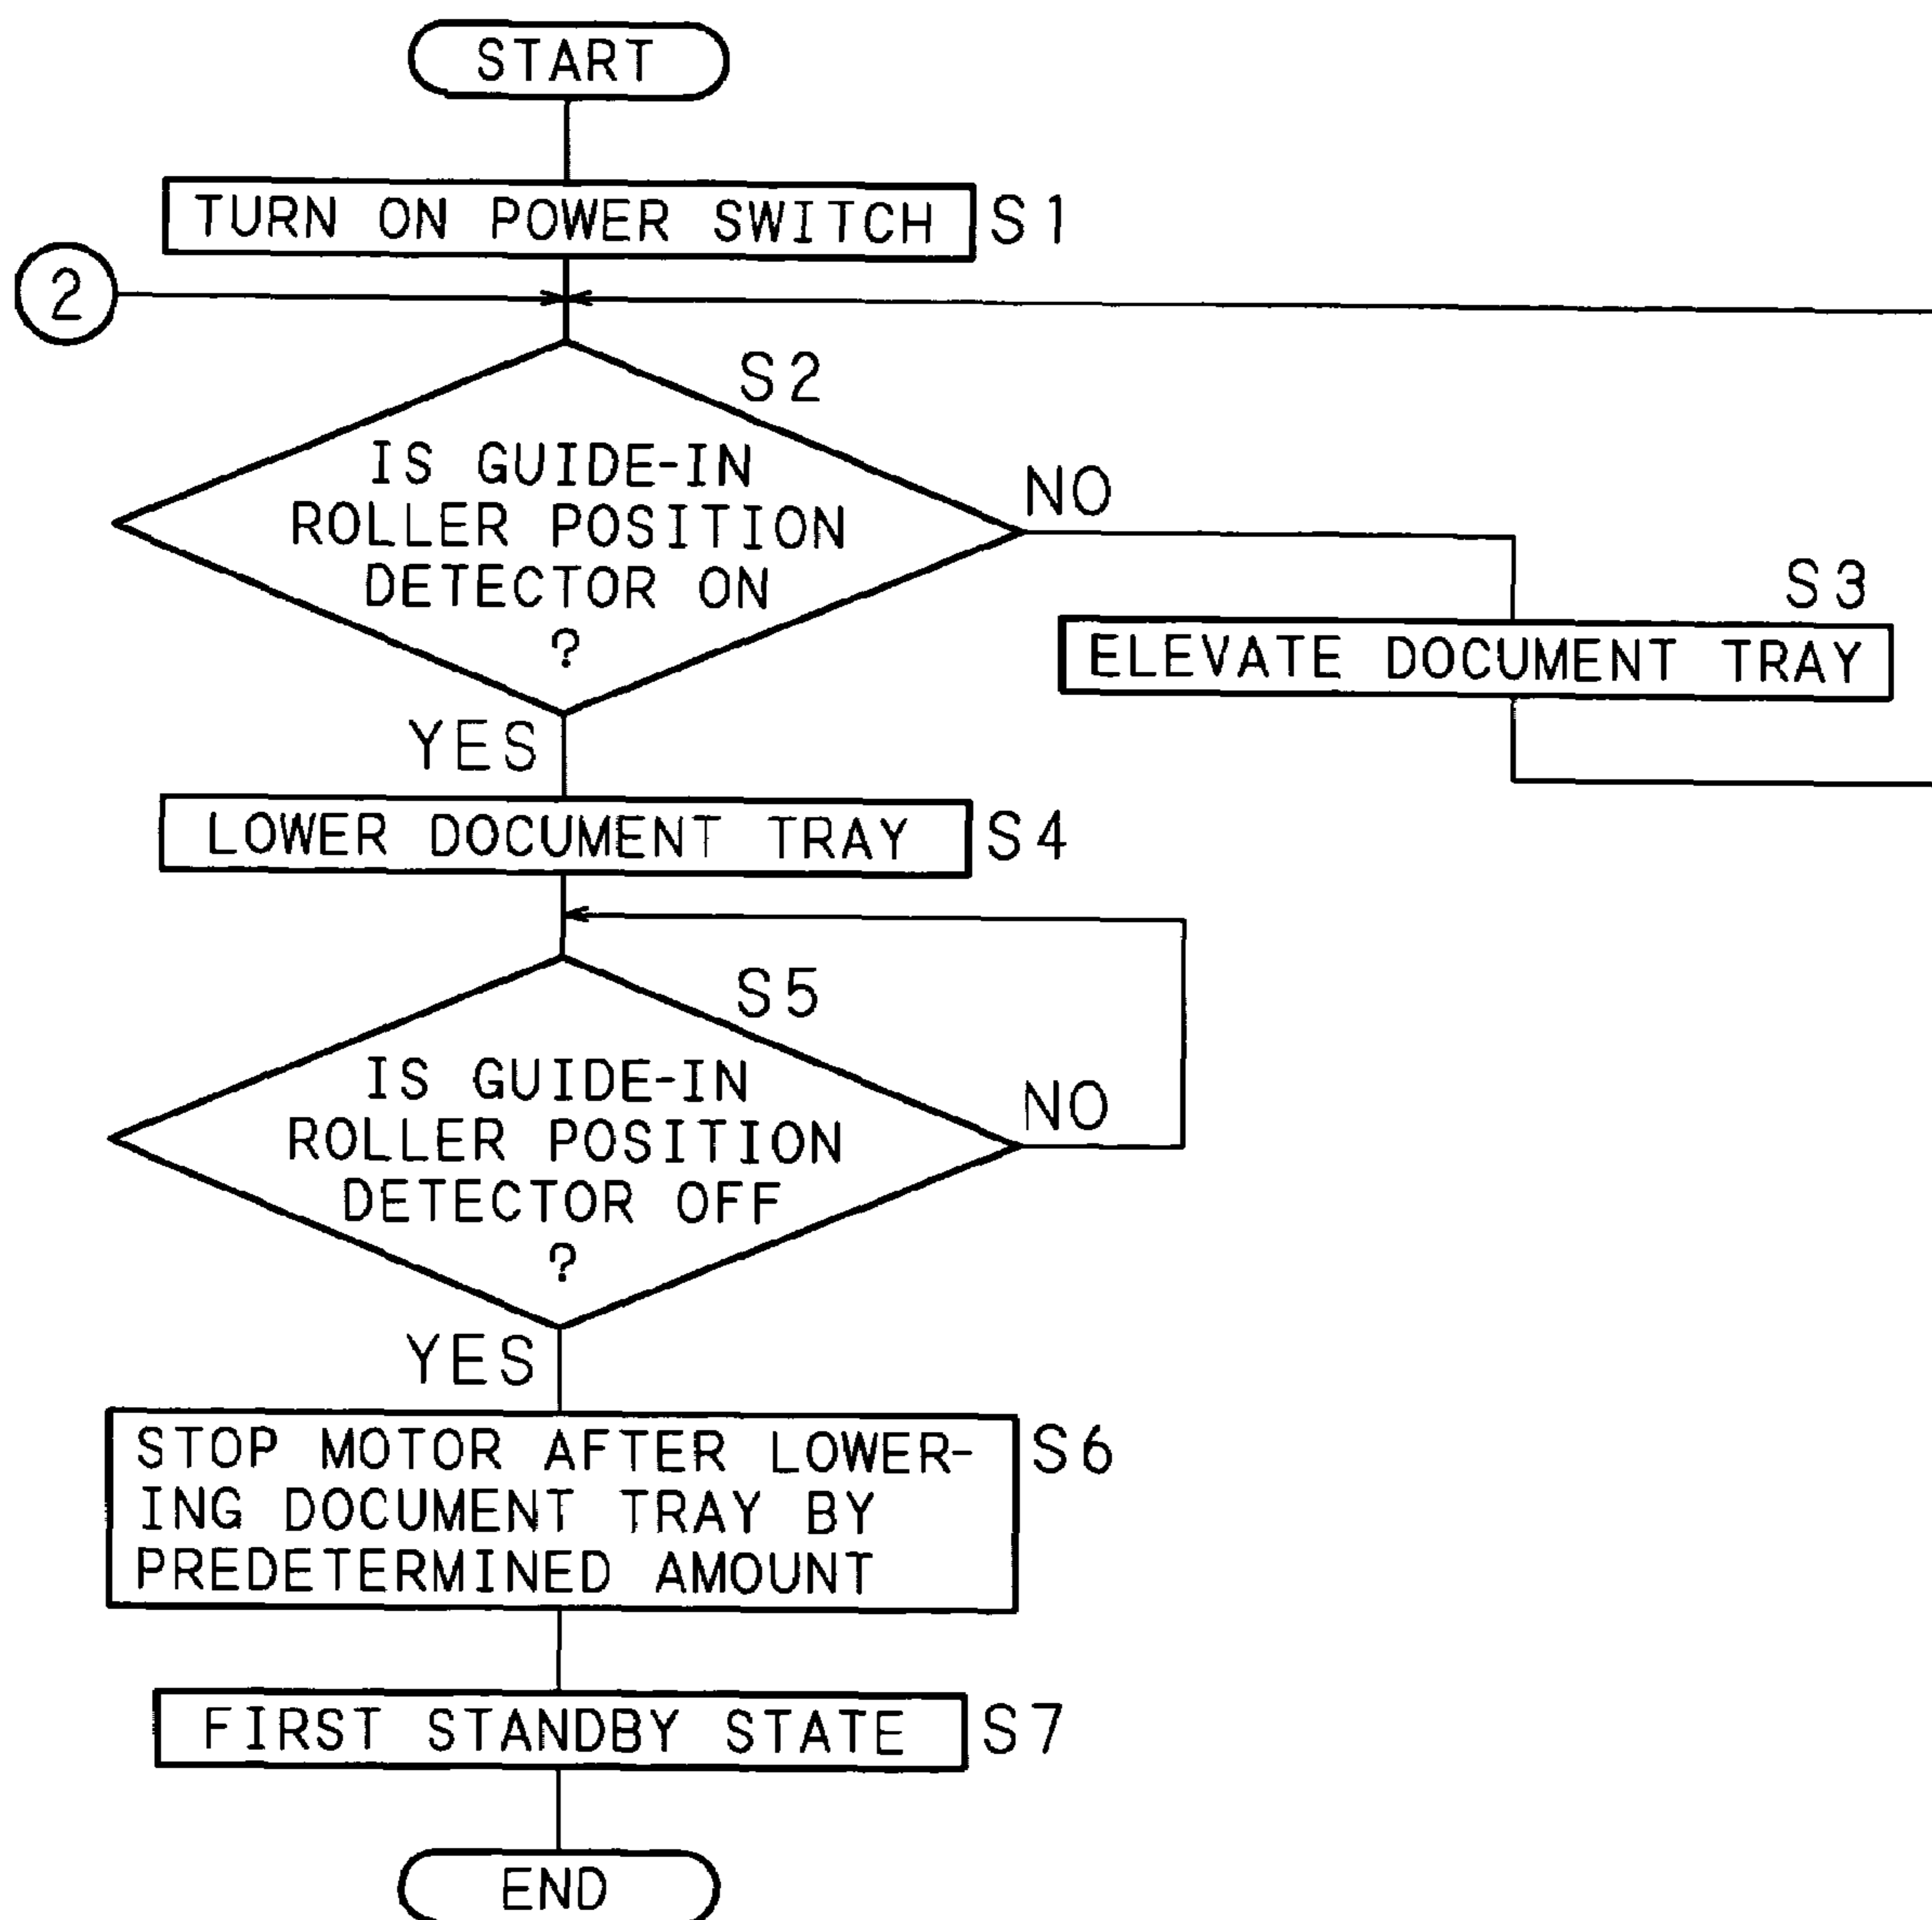 START
TURN ON POWER SWITCH S1
2
S2
IS GUIDE-IN
ROLLER POSITION
DETECTOR ON
?
NO
S3
ELEVATE DOCUMENT TRAY
YES
LOWER DOCUMENT TRAY S4
S5
IS GUIDE-IN
ROLLER POSITION
DETECTOR OFF
?
NO
YES
STOP MOTOR AFTER LOWER-
ING DOCUMENT TRAY BY
PREDETERMINED AMOUNT
S6
FIRST STANDBY STATE S7
END